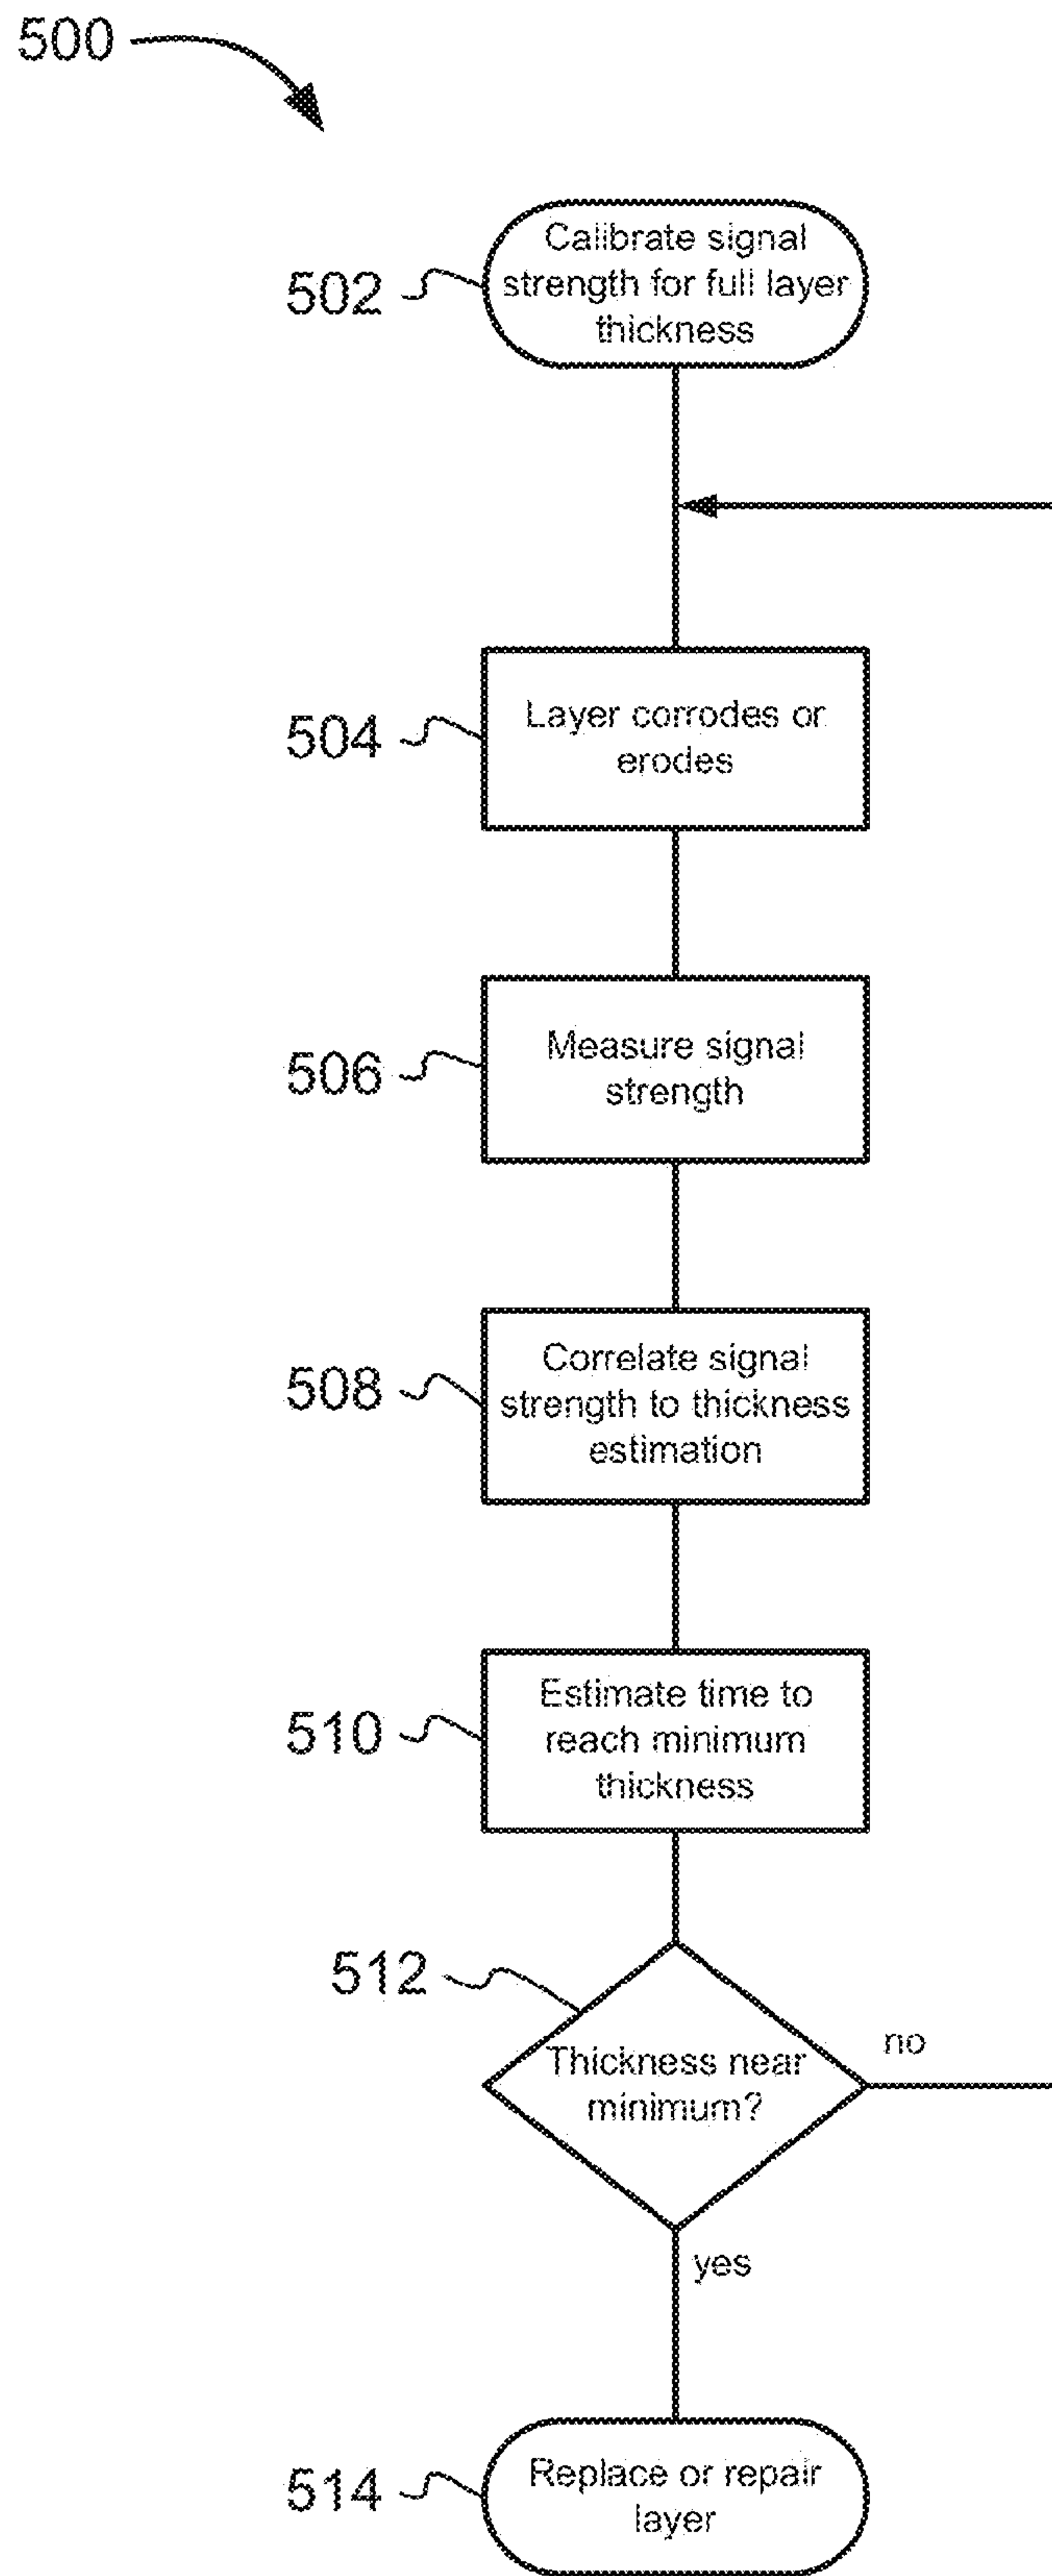 500
502
Calibrate signal
strength for full layer
thickness
504
Layer corrodes or
erodes
506
Measure signal
strength
508
Correlate signal
strength to thickness
estimation
510
Estimate time to
reach minimum
thickness
512
Thickness near
minimum?
no
yes
514
Replace or repair
layer